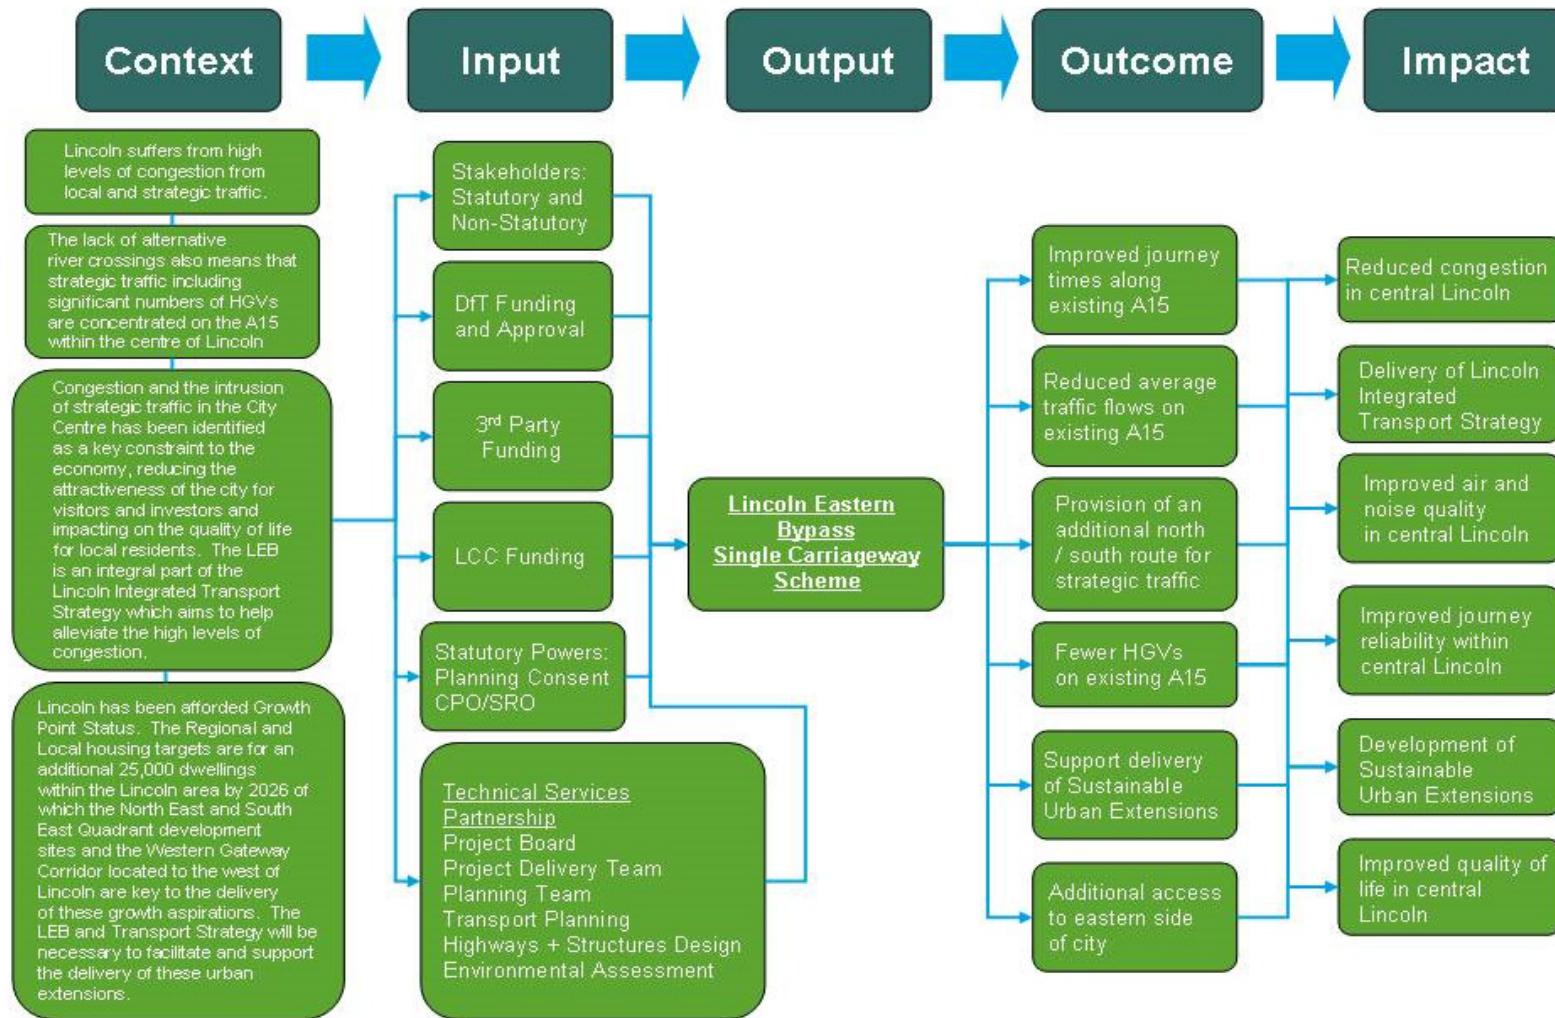 Context
Input
Output
Outcome
Impact
Lincoln suffers from high
levels of congestion from
local and strategic traffic.
The lack of alternative
river crossings also means that
strategic traffic including
significant numbers of HGVs
are concentrated on the A15
within the centre of Lincoln
Congestion and the intrusion
of strategic traffic in the City
Centre has been identified
as a key constraint to the
economy, reducing the
attractiveness of the city for
visitors and investors and
impacting on the quality of life
for local residents. The LEB
is an integral part of the
Lincoln Integrated Transport
Strategy which aims to help
alleviate the high levels of
congestion.
Lincoln has been afforded Growth
Point Status. The Regional and
Local housing targets are for an
additional 25,000 dwellings
within the Lincoln area by 2026 of
which the North East and South
East Quadrant development
sites and the Western Gateway
Corridor located to the west of
Lincoln are key to the delivery
of these growth aspirations. The
LEB and Transport Strategy will be
necessary to facilitate and support
the delivery of these urban
extensions.
Stakeholders:
Statutory and
Non-Statutory
DfT Funding
and Approval
3rd Party
Funding
LCC Funding
Statutory Powers:
Planning Consent
CPO/SRO
Technical Services
Partnership
Project Board
Project Delivery Team
Planning Team
Transport Planning
Highways + Structures Design
Environmental Assessment
Lincoln Eastern
Bypass
Single Carriageway
Scheme
Improved journey
times along
existing A15
Reduced average
traffic flows on
existing A15
Provision of an
additional north
/ south route for
strategic traffic
Fewer HGVs
on existing A15
Support delivery
of Sustainable
Urban Extensions
Additional access
to eastern side
of city
Reduced congestion
in central Lincoln
Delivery of Lincoln
Integrated
Transport Strategy
Improved air and
noise quality
in central Lincoln
Improved journey
reliability within
central Lincoln
Development of
Sustainable
Urban Extensions
Improved quality of
life in central
Lincoln